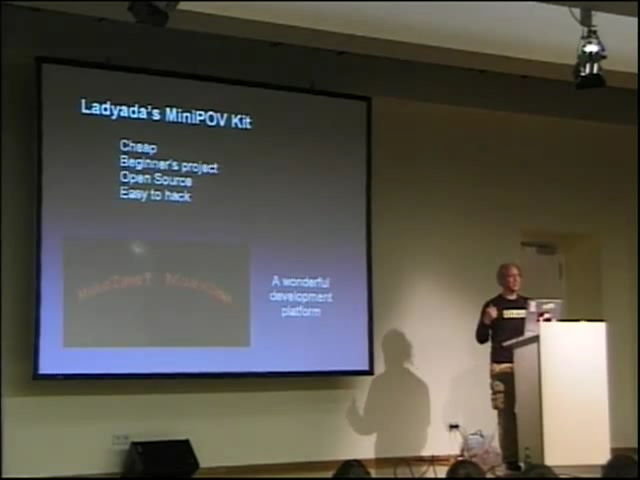 Ladyada's MiniPOV Kit
Cheap
Beginner's project
Open Source
Easy to hack
A wonderful
development
platform